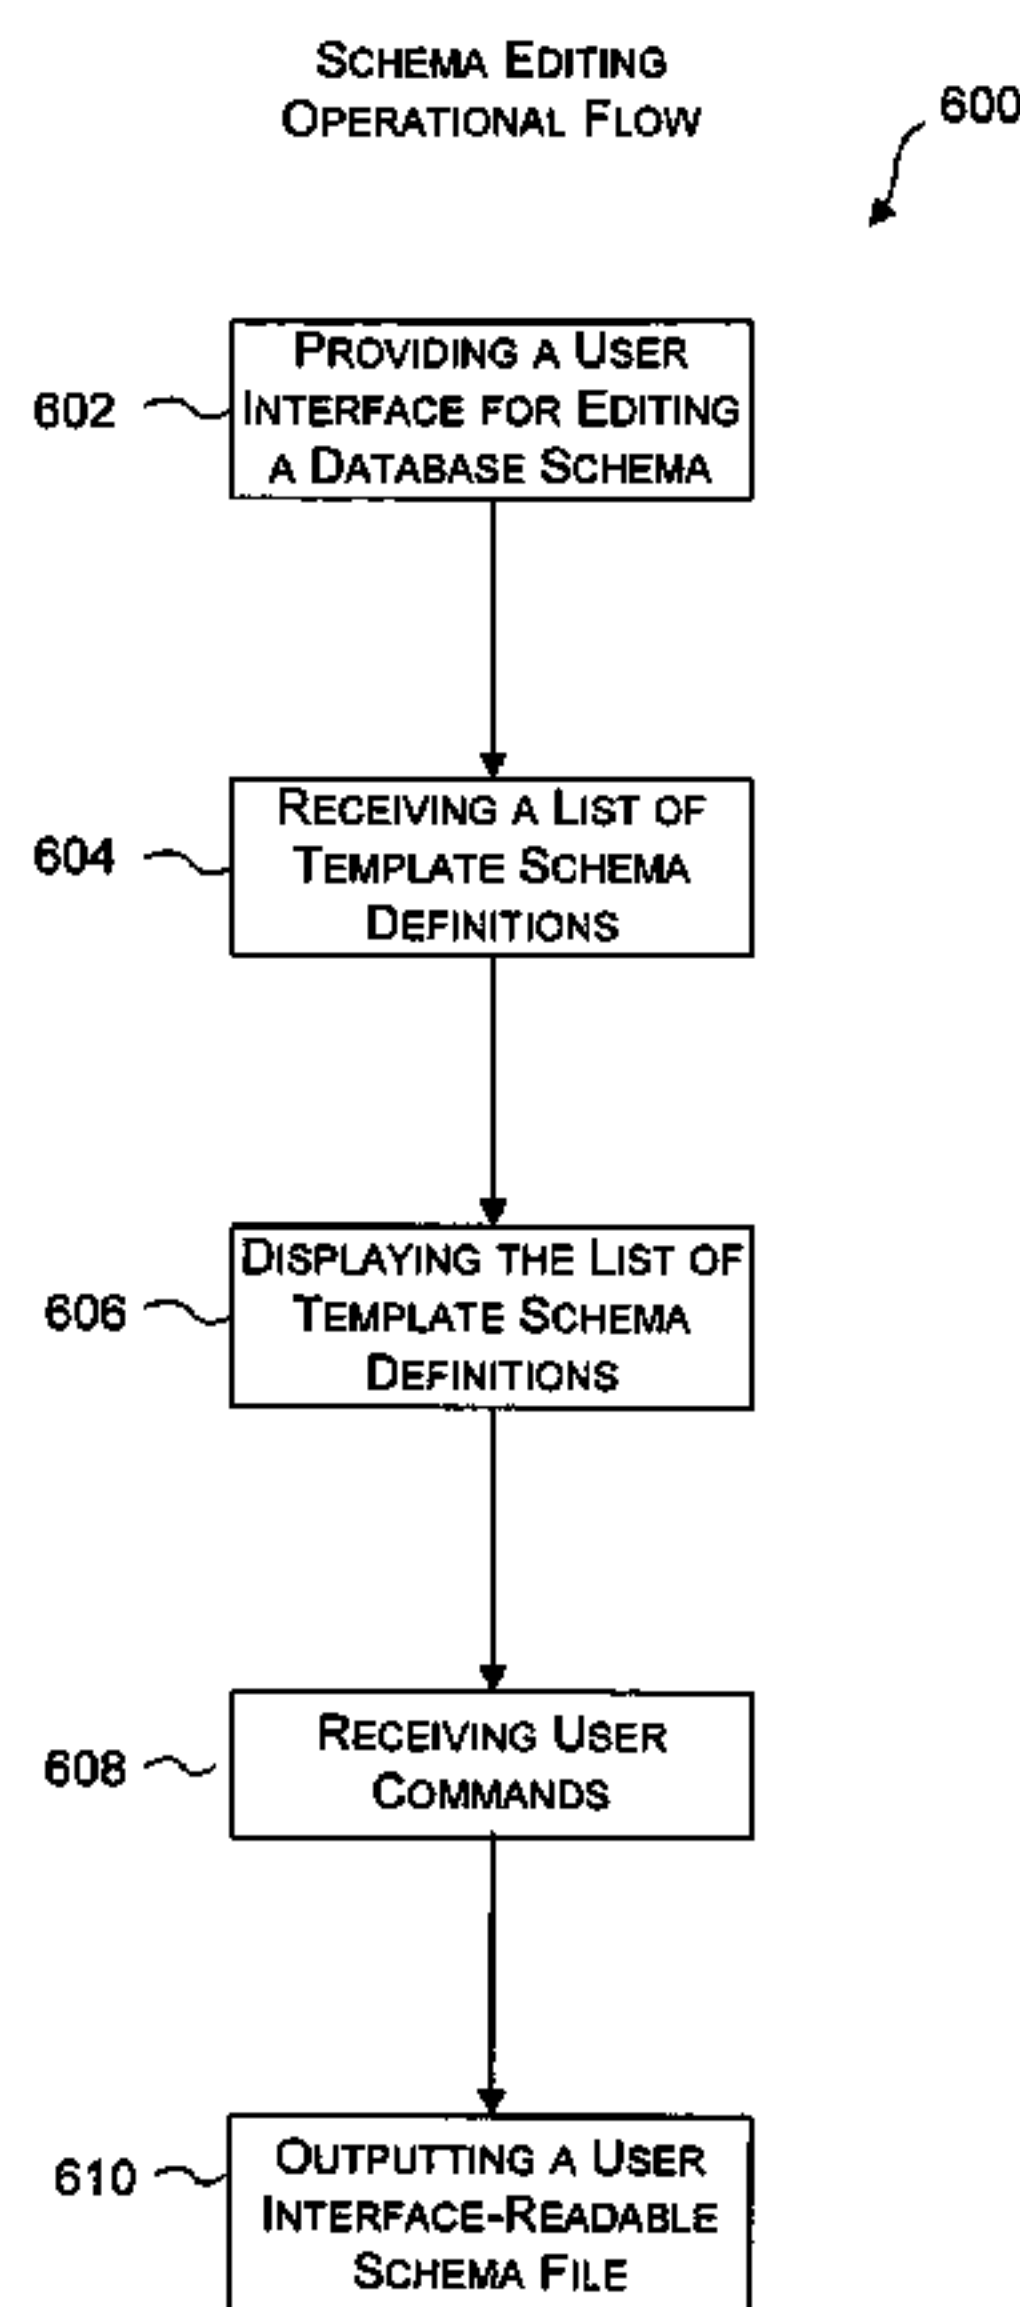 SCHEMA EDITING
OPERATIONAL FLOW
600
602
PROVIDING A USER
INTERFACE FOR EDITING
A DATABASE SCHEMA
604
RECEIVING A LIST OF
TEMPLATE SCHEMA
DEFINITIONS
606
DISPLAYING THE LIST OF
TEMPLATE SCHEMA
DEFINITIONS
608
RECEIVING USER
COMMANDS
610
OUTPUTTING A USER
INTERFACE-READABLE
SCHEMA FILE